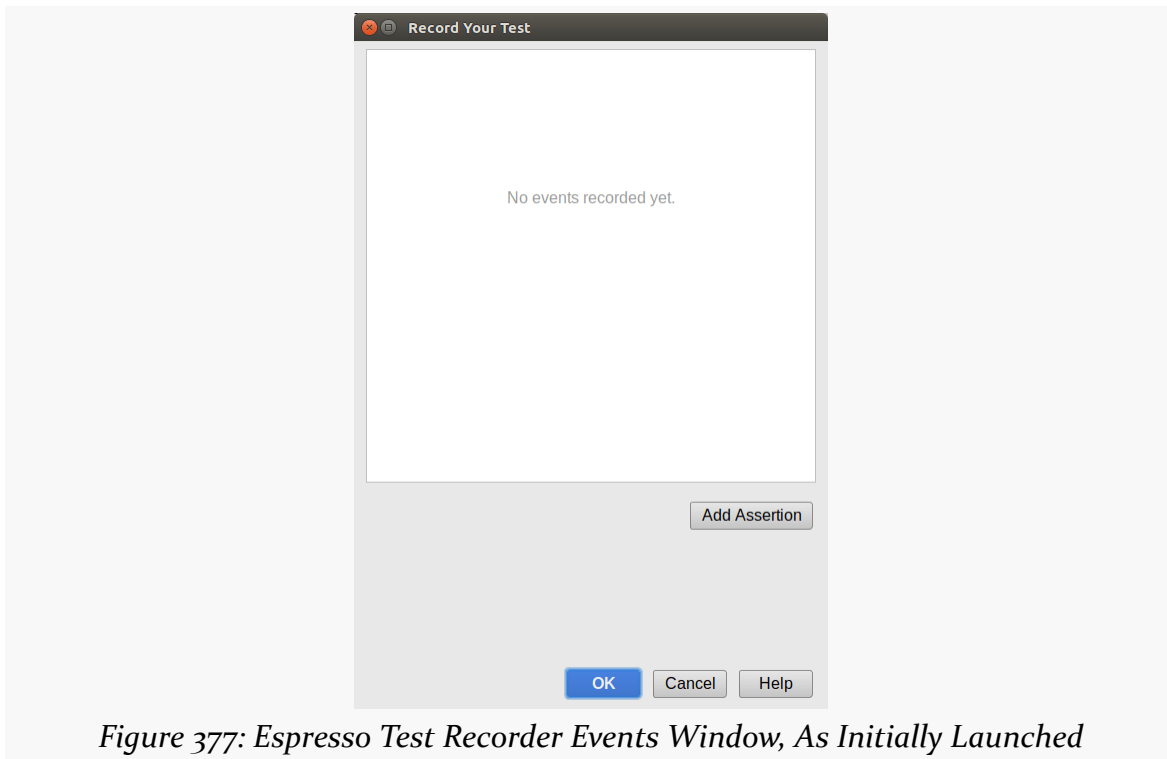 Record Your Test
No events recorded yet.
Add Assertion
OK Cancel Help
Figure 377: Espresso Test Recorder Events Window, As Initially Launched